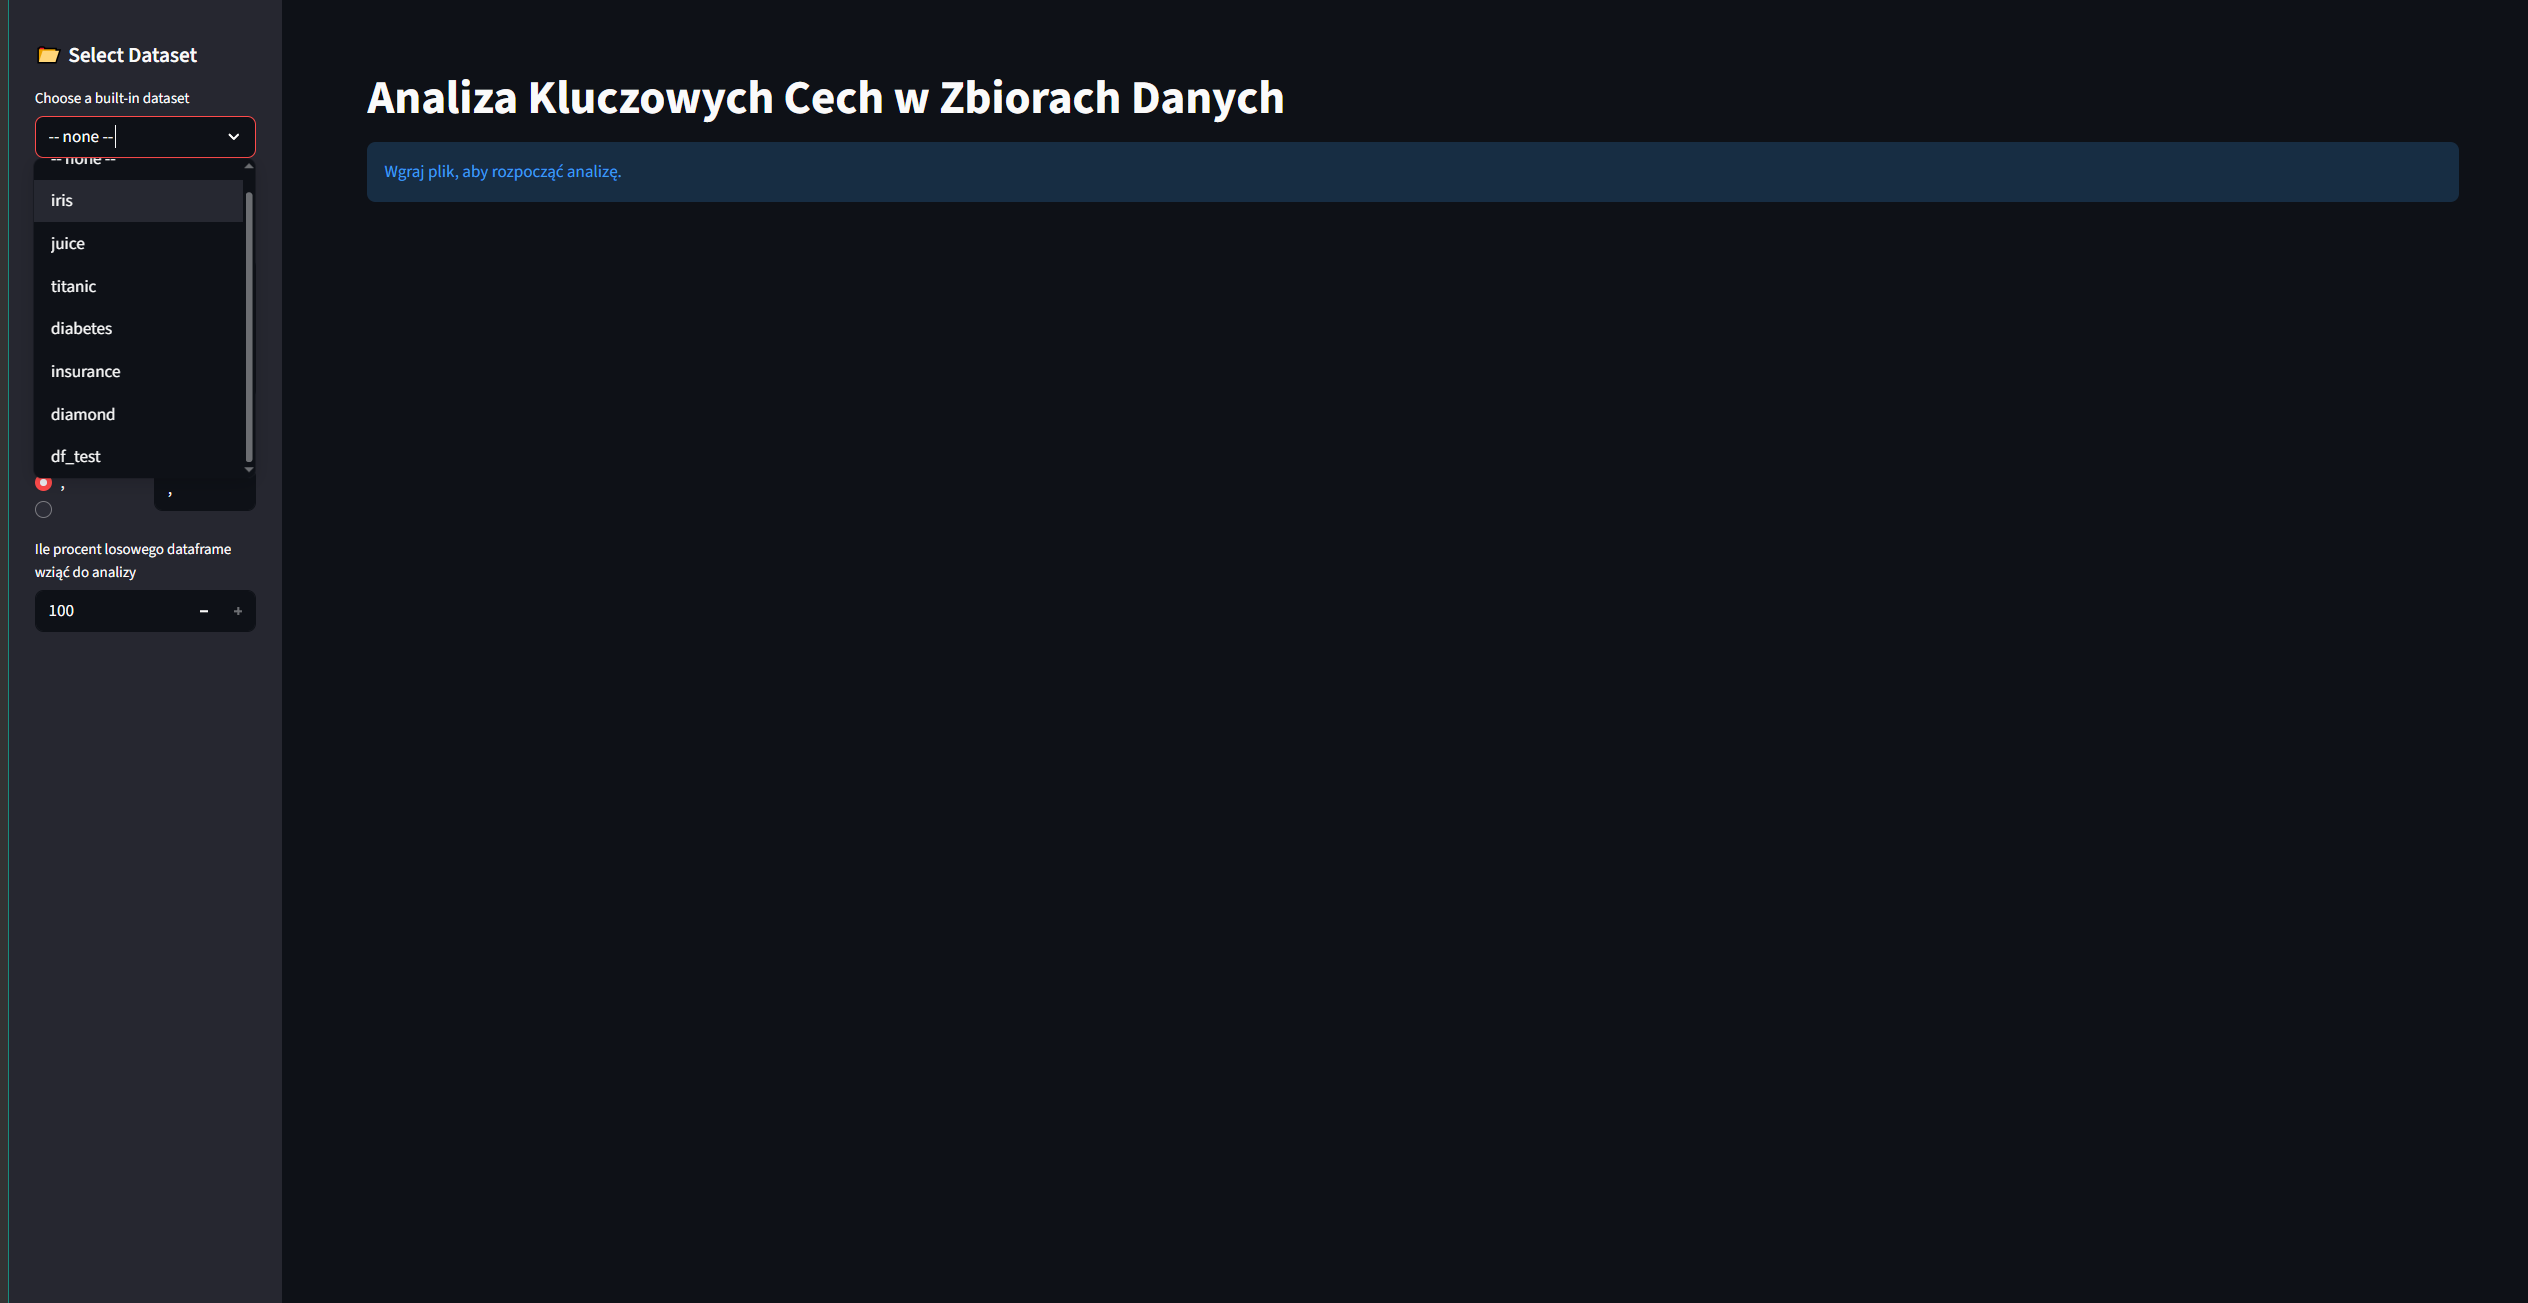 Select Dataset
Choose a built-in dataset
-- none --
-- none --
iris
juice
titanic
diabetes
insurance
diamond
df_test
,
,
Ile procent losowego dataframe
wziąć do analizy
100
Analiza Kluczowych Cech w Zbiorach Danych
Wgraj plik, aby rozpocząć analizę.